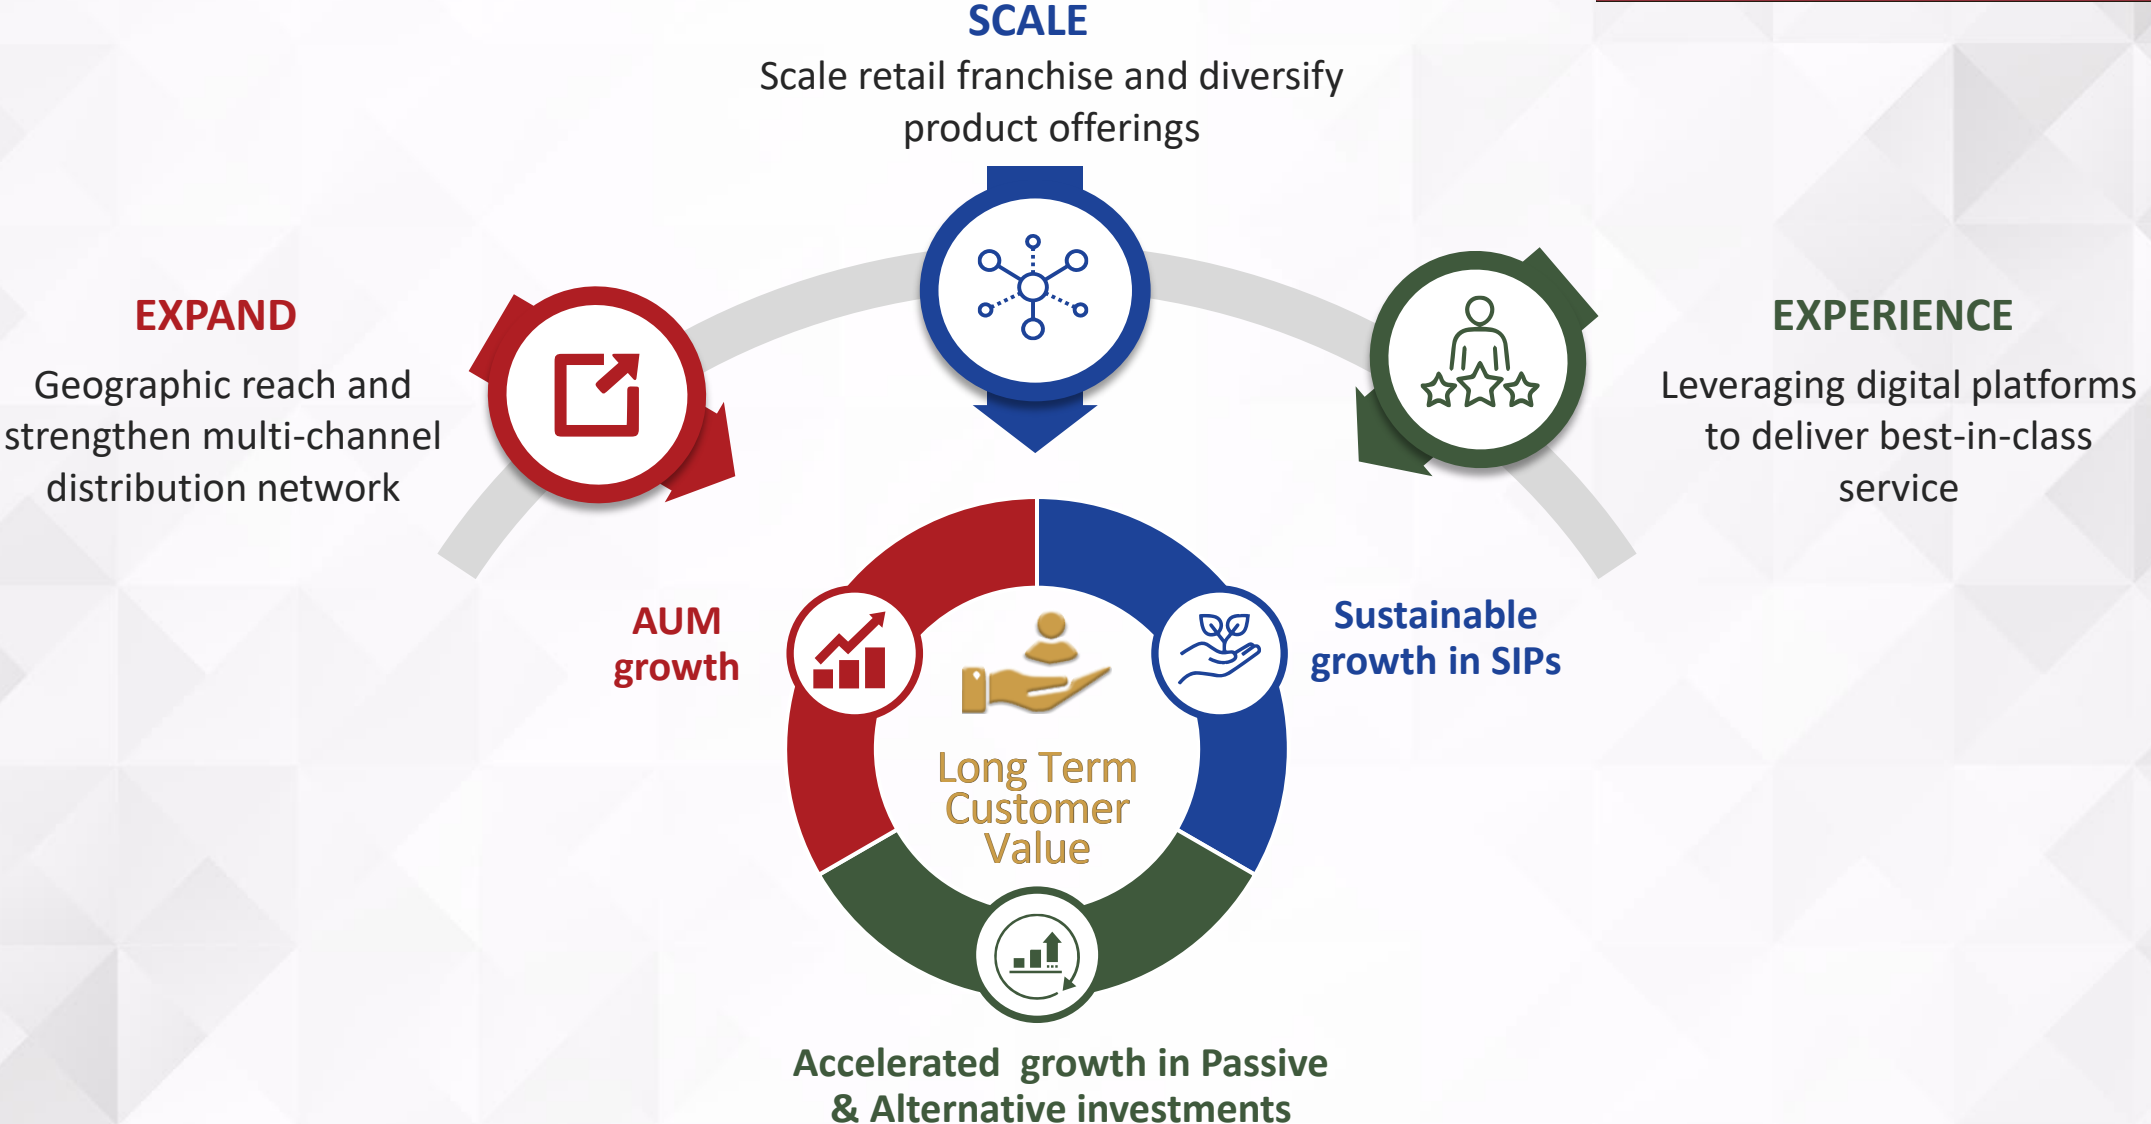 SCALE
Scale retail franchise and diversify
product offerings
EXPAND
Geographic reach and
strengthen multi-channel
distribution network
EXPERIENCE
Leveraging digital platforms
to deliver best-in-class
service
AUM
growth
Sustainable
growth in SIPs
Long Term
Customer
Value
Accelerated growth in Passive
& Alternative investments